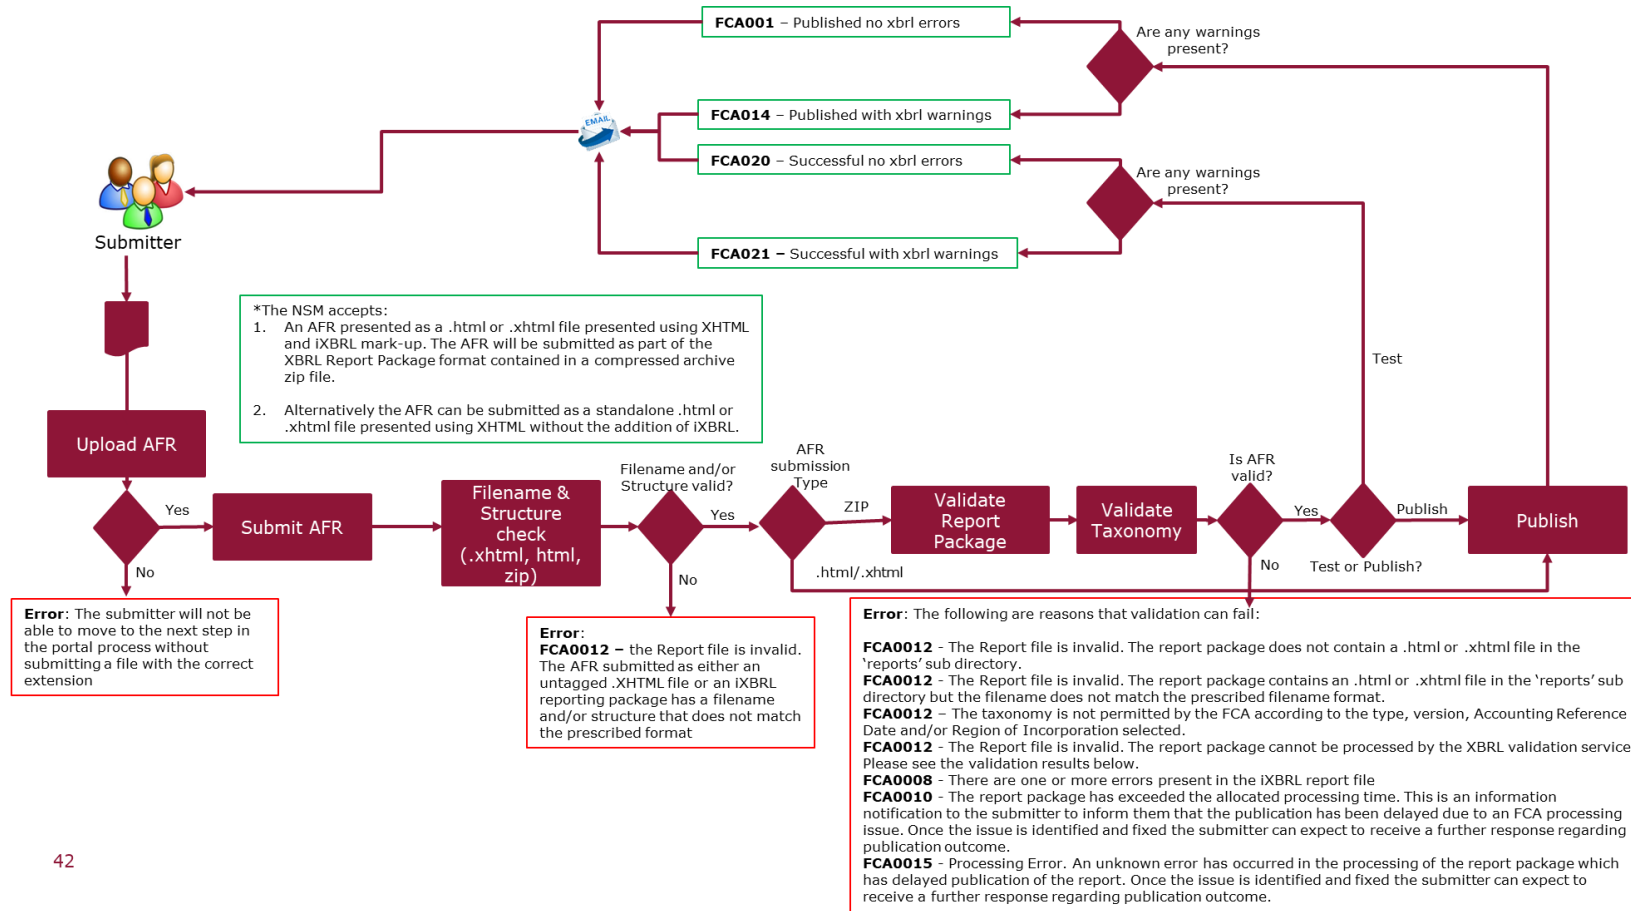 FCA001 – Published no xbrl errors
Are any warnings
present?
EMAIL
FCA014 – Published with xbrl warnings
FCA020 – Successful no xbrl errors
Are any warnings
present?
FCA021 – Successful with xbrl warnings
Submitter
*The NSM accepts:
1. An AFR presented as a .html or .xhtml file presented using XHTML
and iXBRL mark-up. The AFR will be submitted as part of the
XBRL Report Package format contained in a compressed archive
zip file.
2. Alternatively the AFR can be submitted as a standalone .html or
.xhtml file presented using XHTML without the addition of iXBRL.
Test
Upload AFR
Yes
No
Submit AFR
Filename &
Structure
check
(.xhtml, html,
zip)
Filename and/or
Structure valid?
Yes
No
AFR
submission
Type
ZIP
.html/.xhtml
Validate
Report
Package
Validate
Taxonomy
Is AFR
valid?
Yes
No
Test or Publish?
Publish
Publish
Error: The submitter will not be
able to move to the next step in
the portal process without
submitting a file with the correct
extension
Error:
FCA0012 – the Report file is invalid.
The AFR submitted as either an
untagged .XHTML file or an iXBRL
reporting package has a filename
and/or structure that does not match
the prescribed format
Error: The following are reasons that validation can fail:
FCA0012 - The Report file is invalid. The report package does not contain a .html or .xhtml file in the
‘reports’ sub directory.
FCA0012 - The Report file is invalid. The report package contains an .html or .xhtml file in the ‘reports’ sub
directory but the filename does not match the prescribed filename format.
FCA0012 – The taxonomy is not permitted by the FCA according to the type, version, Accounting Reference
Date and/or Region of Incorporation selected.
FCA0012 - The Report file is invalid. The report package cannot be processed by the XBRL validation service
Please see the validation results below.
FCA0008 - There are one or more errors present in the iXBRL report file
FCA0010 - The report package has exceeded the allocated processing time. This is an information
notification to the submitter to inform them that the publication has been delayed due to an FCA processing
issue. Once the issue is identified and fixed the submitter can expect to receive a further response regarding
publication outcome.
FCA0015 - Processing Error. An unknown error has occurred in the processing of the report package which
has delayed publication of the report. Once the issue is identified and fixed the submitter can expect to
receive a further response regarding publication outcome.
42